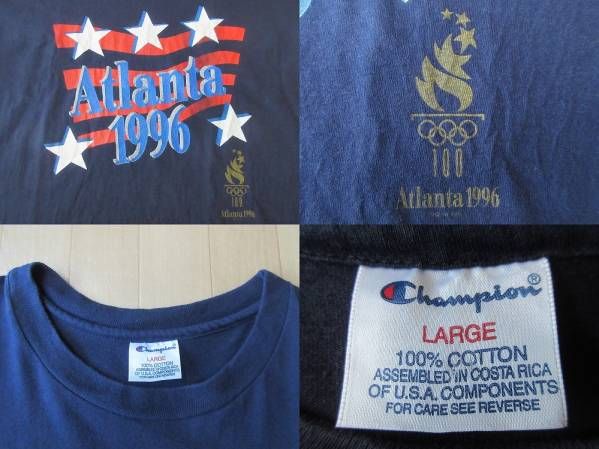 Atlanta
1996
100
Atlanta 1996
100
Atlanta 1996
Champion
LARGE
100% COTTON
Champion®
LARGE
100% COTTON
ASSEMBLED IN COSTA RICA
OF U.S.A. COMPONENTS
FOR CARE SEE REVERSE